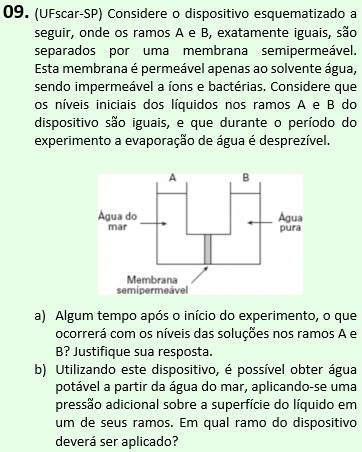 09. (UFscar-SP) Considere o dispositivo esquematizado a
seguir, onde os ramos A e B, exatamente iguais, são
separados por uma membrana semipermeável.
Esta membrana é permeável apenas ao solvente água,
sendo impermeável a íons e bactérias. Considere que
os níveis iniciais dos líquidos nos ramos A e B do
dispositivo são iguais, e que durante o período do
experimento a evaporação de água é desprezível.
A B
Água do
mar
Água
pura
Membrana
semipermeável
a) Algum tempo após o início do experimento, o que
ocorrerá com os níveis das soluções nos ramos A e
B? Justifique sua resposta.
b) Utilizando este dispositivo, é possível obter água
potável a partir da água do mar, aplicando-se uma
pressão adicional sobre a superfície do líquido em
um de seus ramos. Em qual ramo do dispositivo
deverá ser aplicado?